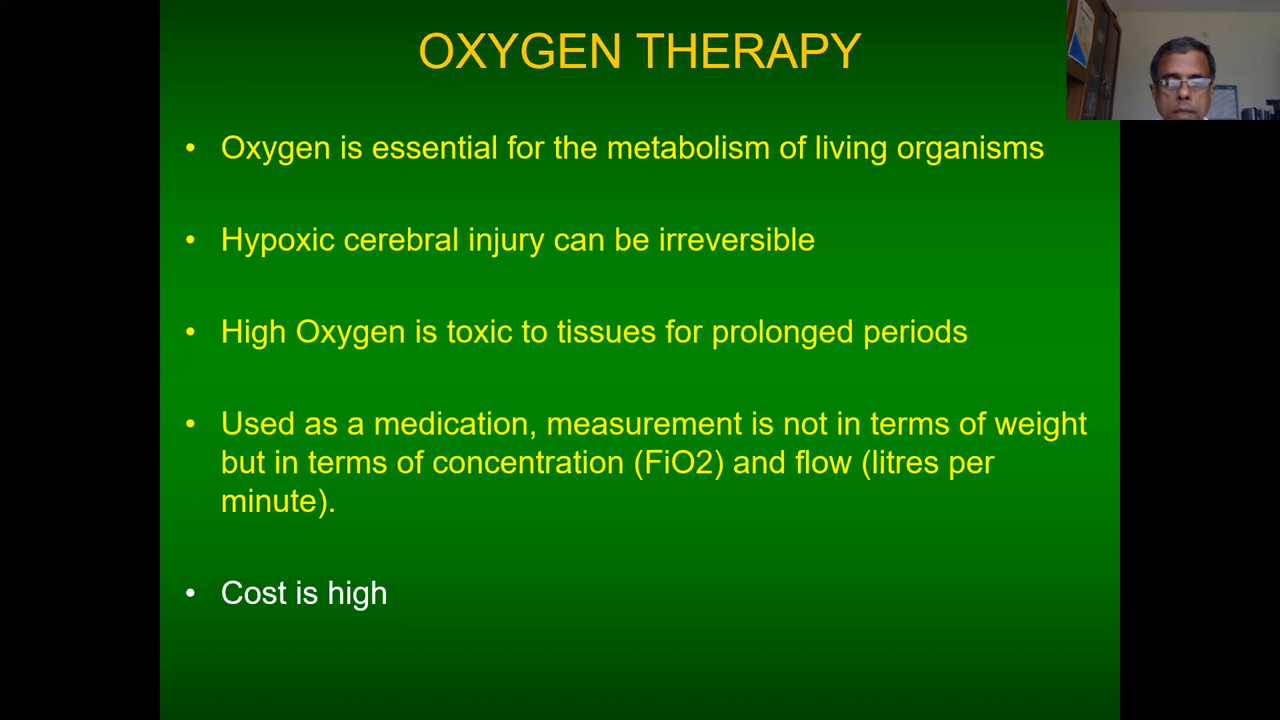 OXYGEN THERAPY
• Oxygen is essential for the metabolism of living organisms
• Hypoxic cerebral injury can be irreversible
• High Oxygen is toxic to tissues for prolonged periods
• Used as a medication, measurement is not in terms of weight
but in terms of concentration (FiO2) and flow (litres per
minute).
• Cost is high